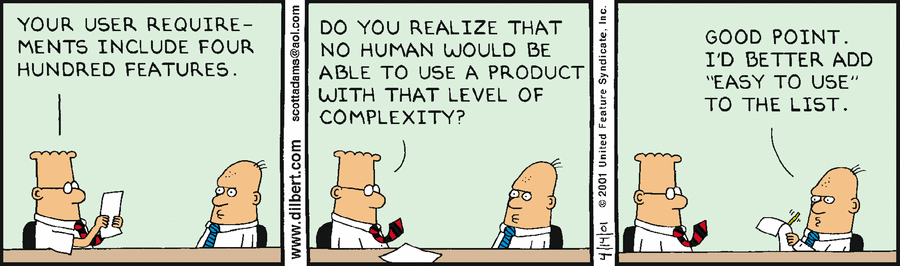 YOUR USER REQUIRE-
MENTS INCLUDE FOUR
HUNDRED FEATURES.
www.dilbert.com scottadams@aol.com
DO YOU REALIZE THAT
NO HUMAN WOULD BE
ABLE TO USE A PRODUCT
WITH THAT LEVEL OF
COMPLEXITY?
4/14/01 © 2001 United Feature Syndicate, Inc.
GOOD POINT.
I'D BETTER ADD
"EASY TO USE"
TO THE LIST.